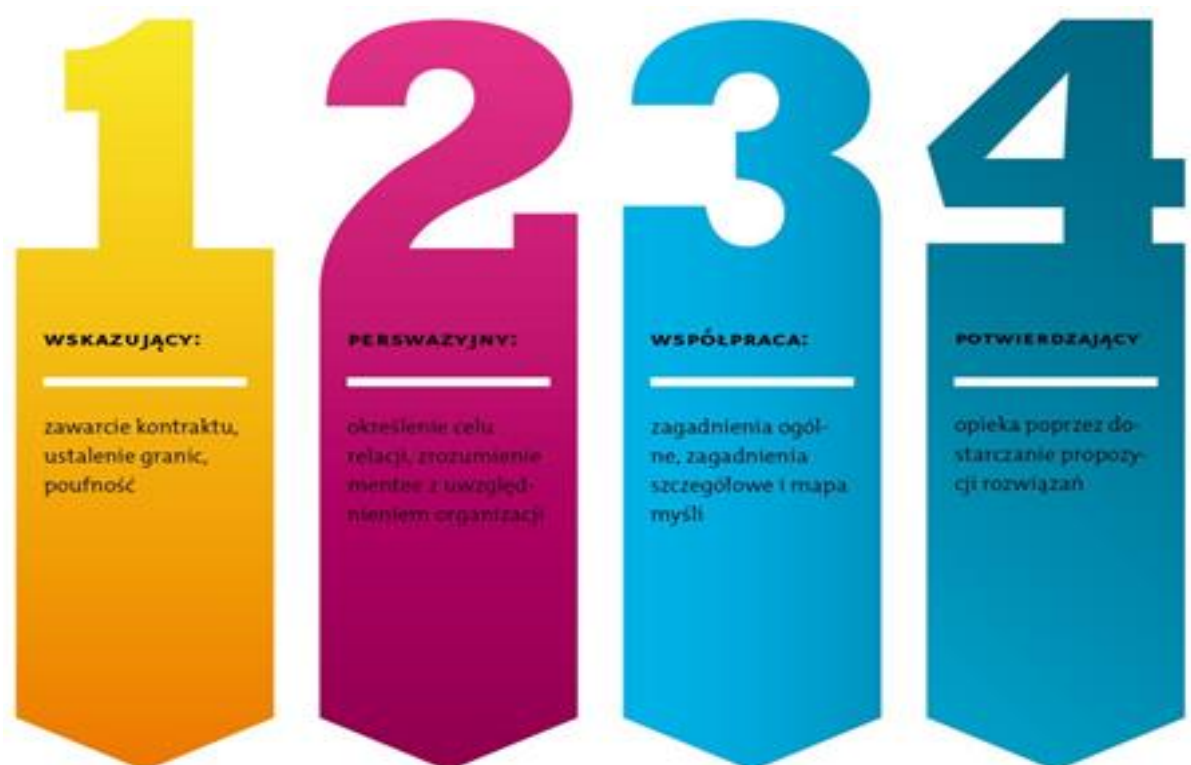 1
WSKAZUJĄCY:
zawarcie kontraktu,
ustalenie granic,
poufność
2
PERSWAZYJNY:
określenie celu
relacji, zrozumienie
mentee z uwzględ-
nieniem organizacji
3
WSPÓŁPRACA:
zagadnienia ogól-
ne, zagadnienia
szczegółowe i mapa
myśli
4
POTWIERDZAJĄCY
opieka poprzez do-
starczanie propozy-
cji rozwiązań